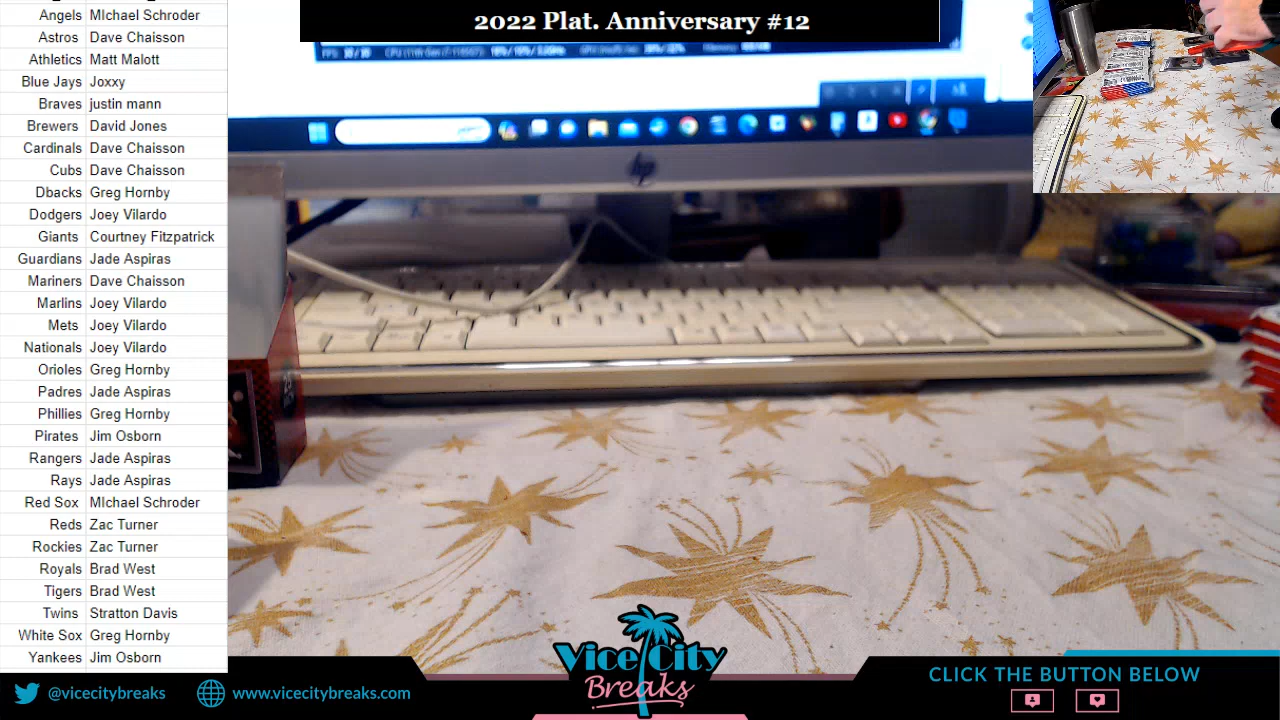 2022 Plat. Anniversary #12
Angels MIchael Schroder
Astros Dave Chaisson
Athletics Matt Malott
Blue Jays Joxxy
Braves justin mann
Brewers David Jones
Cardinals Dave Chaisson
Cubs Dave Chaisson
Dbacks Greg Hornby
Dodgers Joey Vilardo
Giants Courtney Fitzpatrick
Guardians Jade Aspiras
Mariners Dave Chaisson
Marlins Joey Vilardo
Mets Joey Vilardo
Nationals Joey Vilardo
Orioles Greg Hornby
Padres Jade Aspiras
Phillies Greg Hornby
Pirates Jim Osborn
Rangers Jade Aspiras
Rays Jade Aspiras
Red Sox MIchael Schroder
Reds Zac Turner
Rockies Zac Turner
Royals Brad West
Tigers Brad West
Twins Stratton Davis
White Sox Greg Hornby
Yankees Jim Osborn
hp
Vice City
Breaks
@vicecitybreaks
www.vicecitybreaks.com
CLICK THE BUTTON BELOW